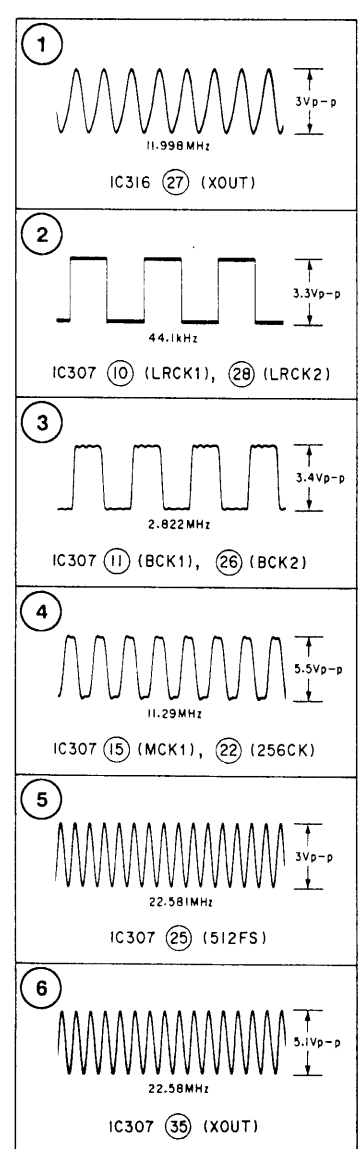 1
3Vp-p
11.998MHz
IC316 27 (XOUT)
2
3.3Vp-p
44.1kHz
IC307 10 (LRCK1), 28 (LRCK2)
3
3.4Vp-p
2.822MHz
IC307 11 (BCK1), 26 (BCK2)
4
5.5Vp-p
11.29MHz
IC307 15 (MCK1), 22 (256CK)
5
3Vp-p
22.581MHz
IC307 25 (512FS)
6
5.1Vp-p
22.58MHz
IC307 35 (XOUT)